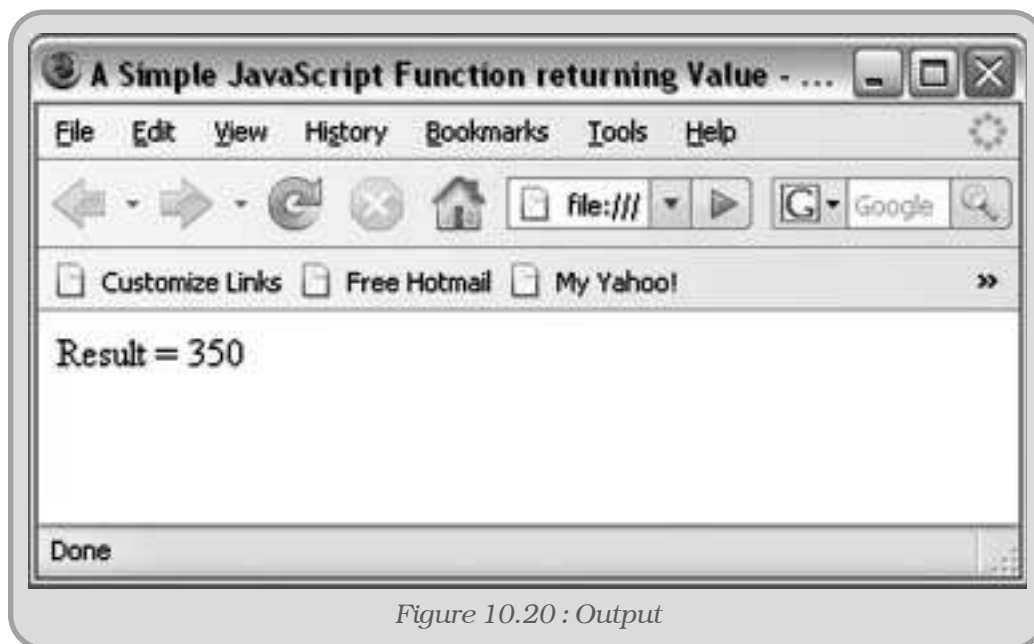 A Simple JavaScript Function returning Value - ...
File Edit View History Bookmarks Tools Help
file:/// G Google
Customize Links Free Hotmail My Yahoo! »
Result = 350
Done
Figure 10.20 : Output